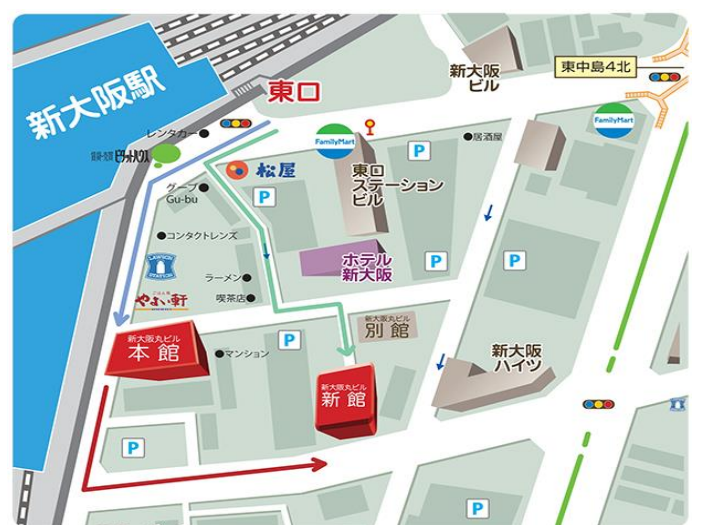 新大阪駅
東口
新大阪
ビル
東中島4北
レンタカー
FamilyMart
FamilyMart
居酒屋
P
松屋
東口
ステーション
ビル
P
グーブ
Gu-bu
コンタクトレンズ
LAWSON
STATION
ホテル
新大阪
P
P
ラーメン
喫茶店
やよい軒
新大阪丸ビル
別館
新大阪丸ビル
本館
P
マンション
新大阪
ハイツ
新大阪丸ビル
新館
P
P